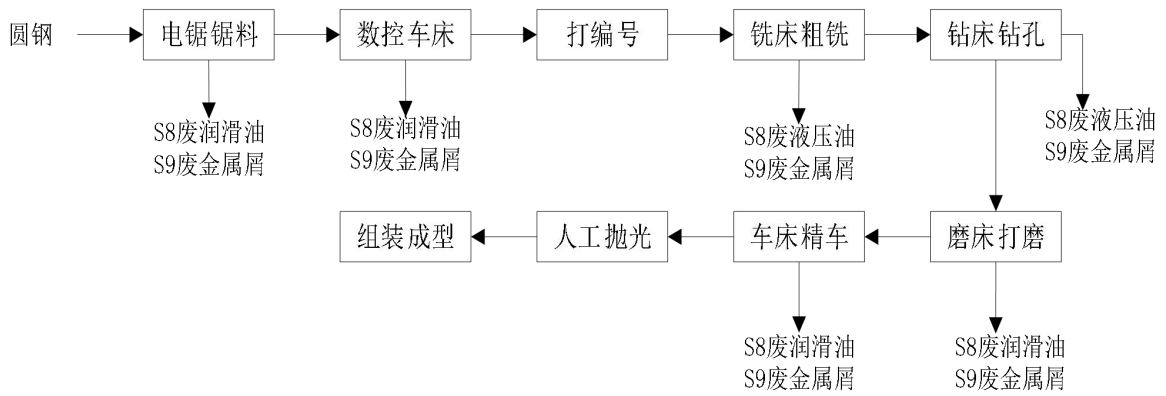 圆钢
电锯锯料
数控车床
打编号
铣床粗铣
钻床钻孔
S8废润滑油
S9废金属屑
S8废润滑油
S9废金属屑
S8废液压油
S9废金属屑
S8废液压油
S9废金属屑
组装成型
人工抛光
车床精车
磨床打磨
S8废润滑油
S9废金属屑
S8废润滑油
S9废金属屑